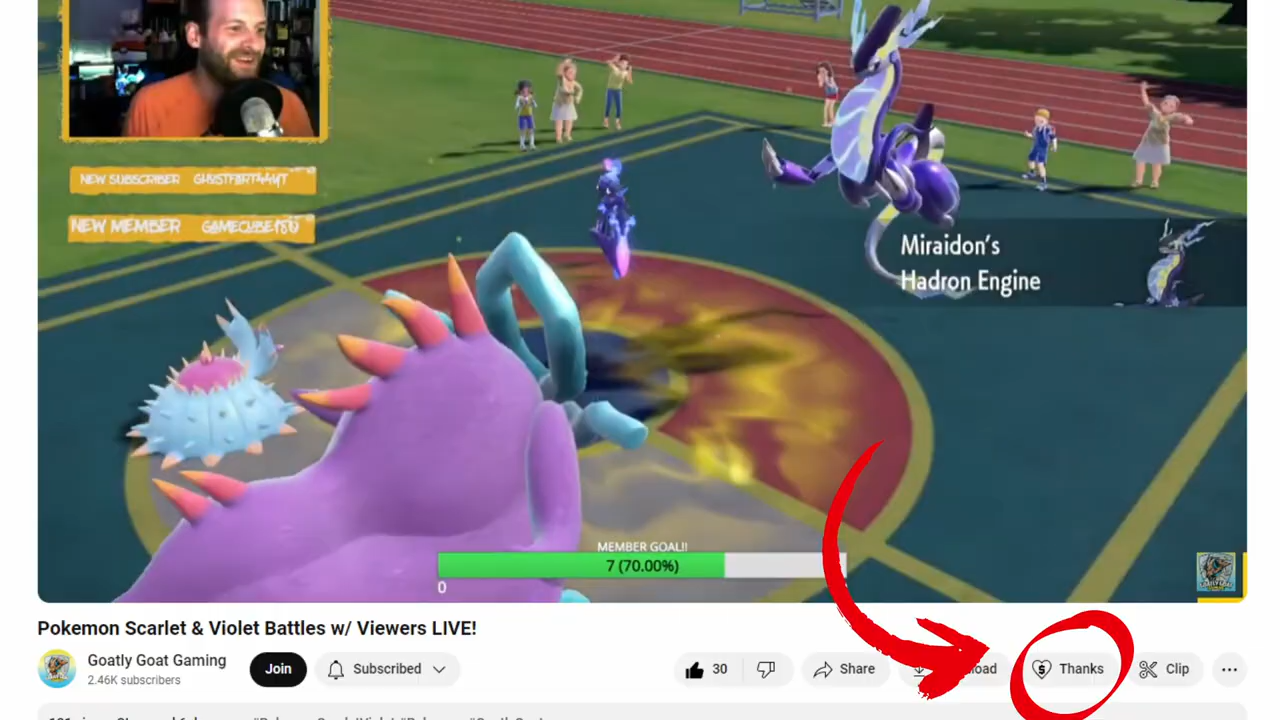 NEW SUBSCRIBER
NEW MEMBER GAMECUBE180
Miraidon's
Hadron Engine
MEMBER GOAL!!
7 (70.00%)
0
Pokemon Scarlet & Violet Battles w/ Viewers LIVE!
Goatly Goat Gaming
2.46K subscribers
Join
Subscribed
30
Share
Thanks
Clip